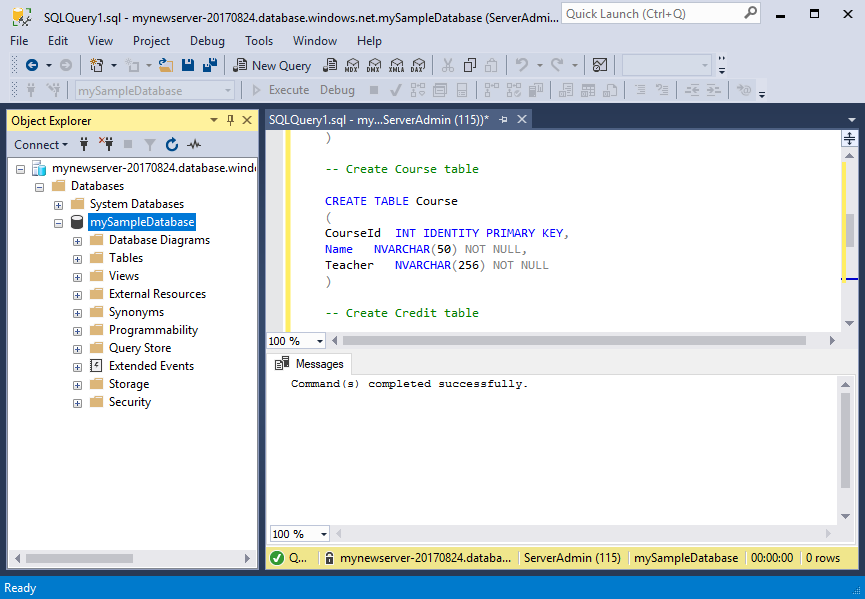 SQLQuery1.sql - mynewserver-20170824.database.windows.net.mySampleDatabase (ServerAdmin...
Quick Launch (Ctrl+Q)
File Edit View Project Debug Tools Window Help
New Query MDX DMX XMLA DAX
mySampleDatabase Execute Debug
Object Explorer
Connect
mynewserver-20170824.database.windo
Databases
System Databases
mySampleDatabase
Database Diagrams
Tables
Views
External Resources
Synonyms
Programmability
Query Store
Extended Events
Storage
Security
SQLQuery1.sql - my...ServerAdmin (115))*
)
-- Create Course table
CREATE TABLE Course
(
CourseId INT IDENTITY PRIMARY KEY,
Name NVARCHAR(50) NOT NULL,
Teacher NVARCHAR(256) NOT NULL
)
-- Create Credit table
100 %
Messages
Command(s) completed successfully.
100 %
Q... mynewserver-20170824.databa... ServerAdmin (115) mySampleDatabase 00:00:00 0 rows
Ready